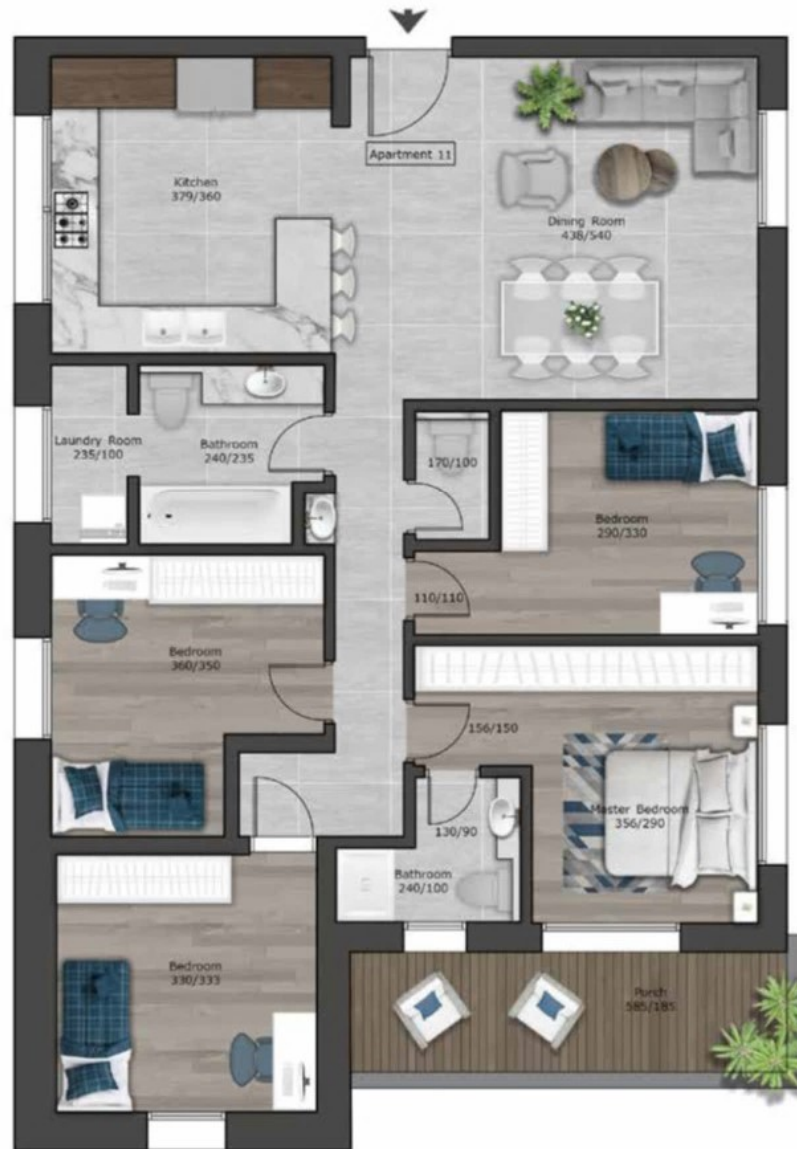 Apartment 11
Kitchen
379/360
Dining Room
438/540
Laundry Room
235/100
Bathroom
240/235
170/100
Bedroom
290/330
110/110
Bedroom
360/350
156/150
Master Bedroom
356/290
130/90
Bathroom
240/100
Bedroom
330/333
Porch
585/185